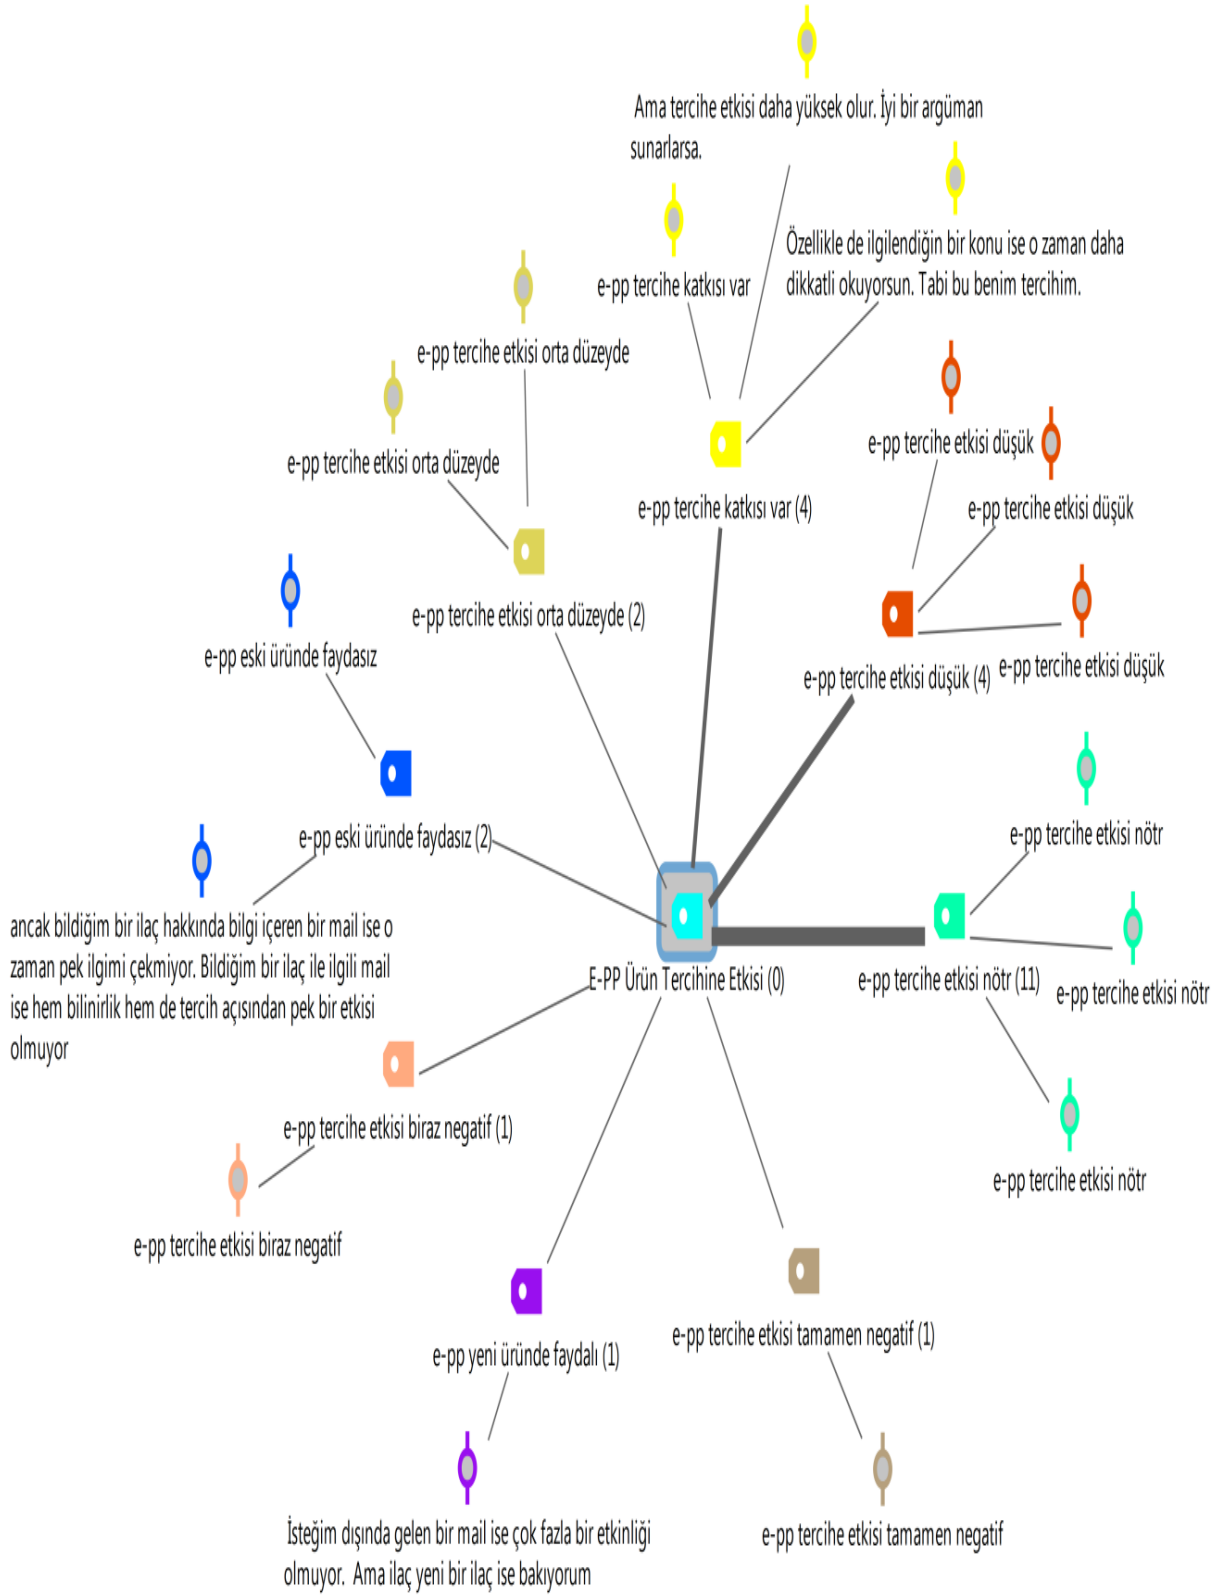 Ama tercihe etkisi daha yüksek olur. İyi bir argüman
sunarlarsa.
Özellikle de ilgilendiğin bir konu ise o zaman daha
dikkatli okuyorsun. Tabi bu benim tercihim.
e-pp tercihe katkısı var
e-pp tercihe etkisi orta düzeyde
e-pp tercihe etkisi orta düzeyde
e-pp tercihe etkisi düşük
e-pp tercihe katkısı var (4)
e-pp tercihe etkisi düşük
e-pp tercihe etkisi orta düzeyde (2)
e-pp eski üründe faydasız
e-pp tercihe etkisi düşük (4)
e-pp tercihe etkisi düşük
e-pp eski üründe faydasız (2)
e-pp tercihe etkisi nötr
ancak bildiğim bir ilaç hakkında bilgi içeren bir mail ise o
zaman pek ilgimi çekmiyor. Bildiğim bir ilaç ile ilgili mail
ise hem bilinirlik hem de tercih açısından pek bir etkisi
olmuyor
E-PP Ürün Tercihine Etkisi (0)
e-pp tercihe etkisi nötr (11)
e-pp tercihe etkisi nötr
e-pp tercihe etkisi biraz negatif (1)
e-pp tercihe etkisi nötr
e-pp tercihe etkisi biraz negatif
e-pp yeni üründe faydalı (1)
e-pp tercihe etkisi tamamen negatif (1)
İsteğim dışında gelen bir mail ise çok fazla bir etkinliği
olmuyor.  Ama ilaç yeni bir ilaç ise bakıyorum
e-pp tercihe etkisi tamamen negatif